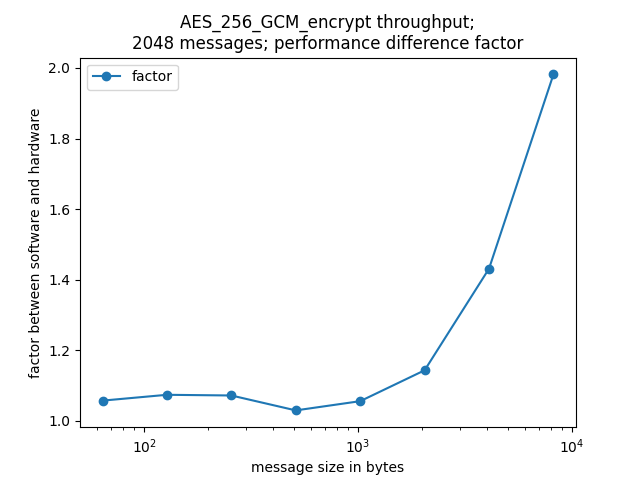 AES_256_GCM_encrypt throughput;
2048 messages; performance difference factor
factor
factor between software and hardware
2.0
1.8
1.6
1.4
1.2
1.0
10²
10³
10⁴
message size in bytes